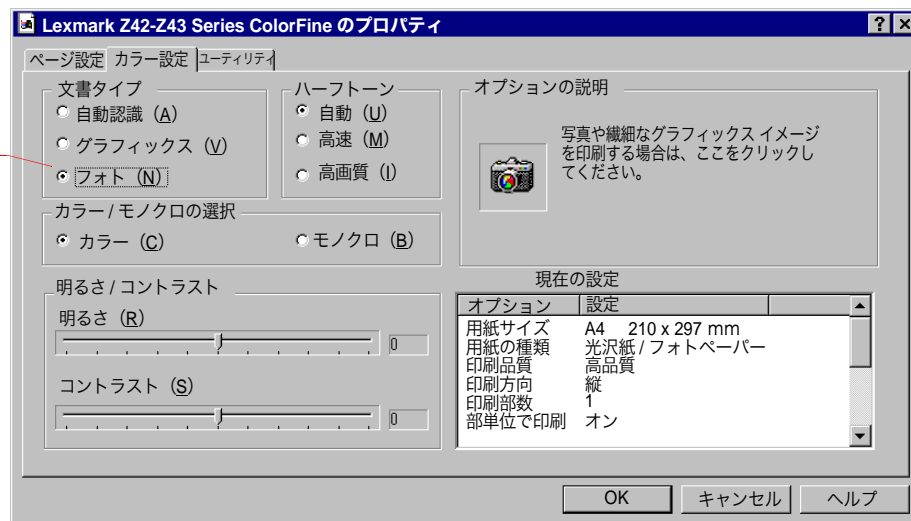 Lexmark Z42-Z43 Series ColorFine のプロパティ
ページ設定 カラー設定 ユーティリティ
文書タイプ
自動認識 (A)
グラフィックス (V)
フォト (N)
ハーフトーン
自動 (U)
高速 (M)
高画質 (I)
オプションの説明
写真や繊細なグラフィックス イメージ
を印刷する場合は、ここをクリックし
てください。
カラー / モノクロの選択
カラー (C) モノクロ (B)
明るさ / コントラスト
明るさ (R)
0
コントラスト (S)
0
現在の設定
オプション 設定
用紙サイズ A4 210 x 297 mm
用紙の種類 光沢紙 / フォトペーパー
印刷品質 高品質
印刷方向 縦
印刷部数 1
部単位で印刷 オン
OK キャンセル ヘルプ